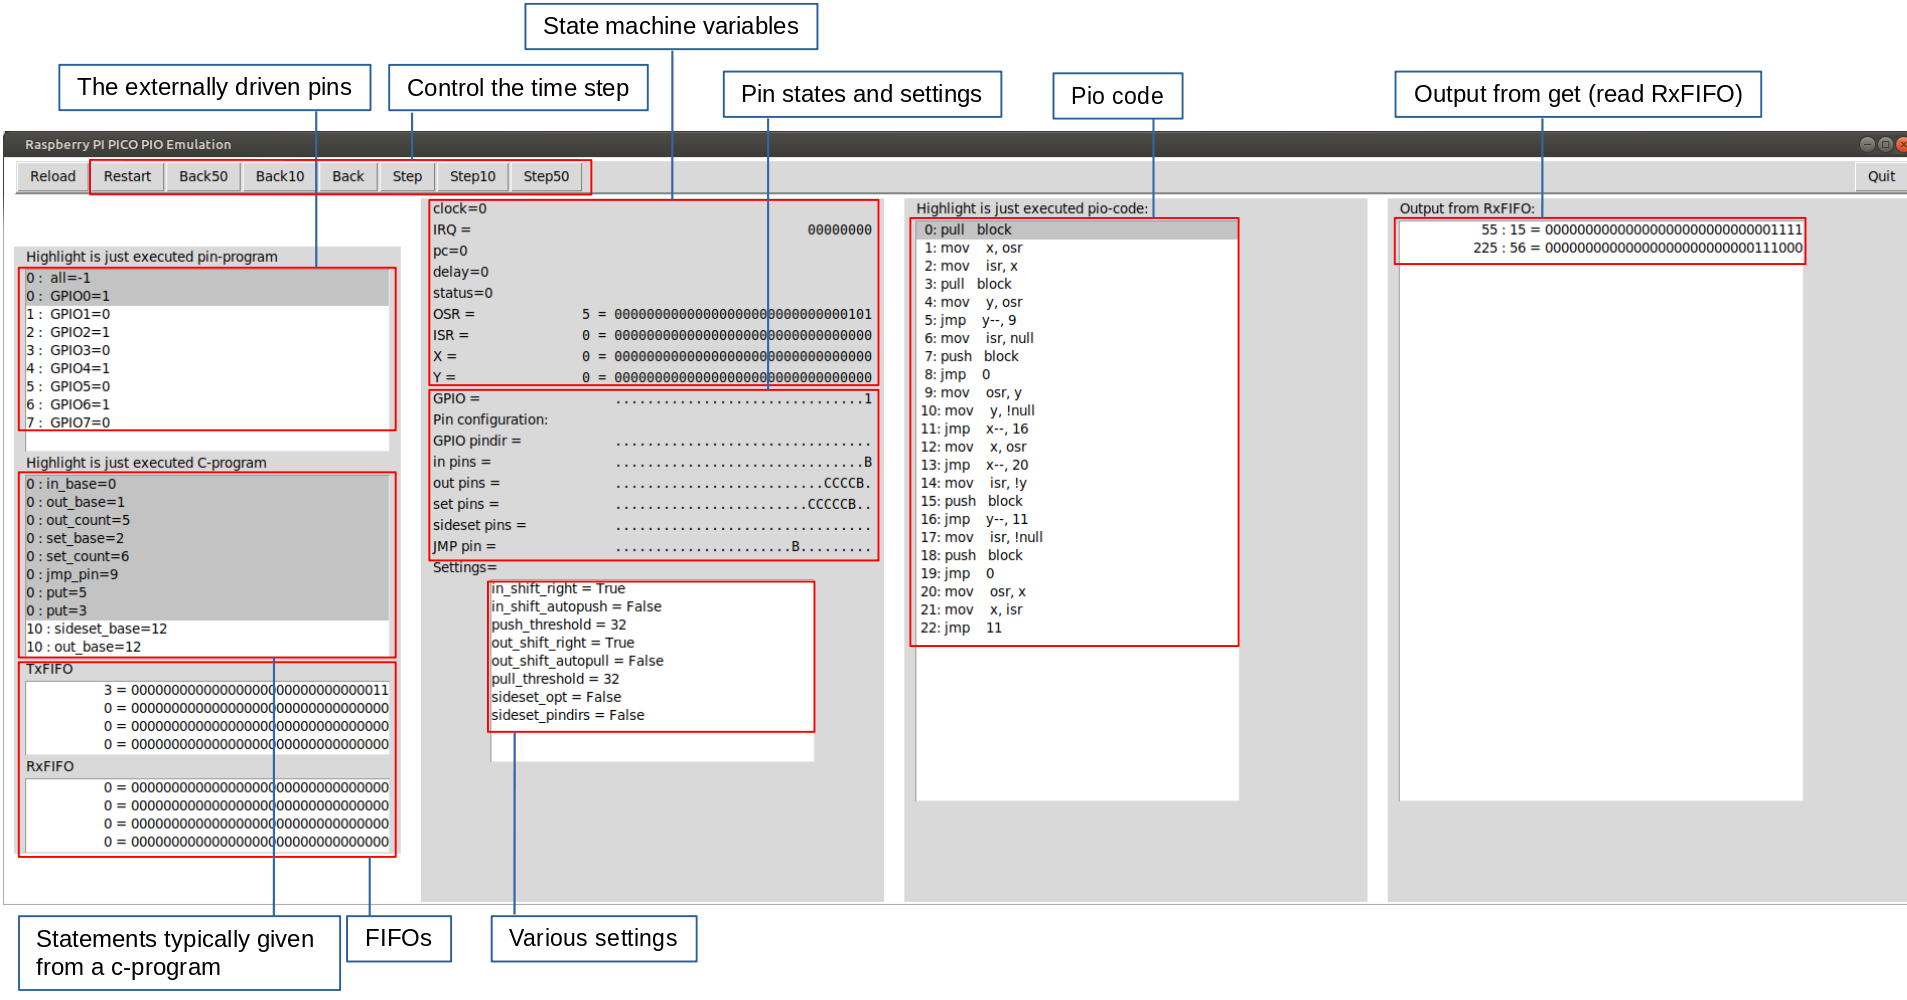 State machine variables
The externally driven pins
Control the time step
Pin states and settings
Pio code
Output from get (read RxFIFO)
Raspberry PI PICO PIO Emulation
Reload Restart Back50 Back10 Back Step Step10 Step50 Quit
Highlight is just executed pin-program
0 : all=-1
0 : GPIO0=1
1 : GPIO1=0
2 : GPIO2=1
3 : GPIO3=0
4 : GPIO4=1
5 : GPIO5=0
6 : GPIO6=1
7 : GPIO7=0
Highlight is just executed C-program
0 : in_base=0
0 : out_base=1
0 : out_count=5
0 : set_base=2
0 : set_count=6
0 : jmp_pin=9
0 : put=5
0 : put=3
10 : sideset_base=12
10 : out_base=12
TxFIFO
3 = 00000000000000000000000000000011
0 = 00000000000000000000000000000000
0 = 00000000000000000000000000000000
0 = 00000000000000000000000000000000
RxFIFO
0 = 00000000000000000000000000000000
0 = 00000000000000000000000000000000
0 = 00000000000000000000000000000000
0 = 00000000000000000000000000000000
clock=0
IRQ = 00000000
pc=0
delay=0
status=0
OSR = 5 = 00000000000000000000000000000101
ISR = 0 = 00000000000000000000000000000000
X = 0 = 00000000000000000000000000000000
Y = 0 = 00000000000000000000000000000000
GPIO = ...............................1
Pin configuration:
GPIO pindir = ................................
in pins = ...............................B
out pins = ..........................CCCCB.
set pins = ........................CCCCCB..
sideset pins = ................................
JMP pin = ......................B.........
Settings=
in_shift_right = True
in_shift_autopush = False
push_threshold = 32
out_shift_right = True
out_shift_autopull = False
pull_threshold = 32
sideset_opt = False
sideset_pindirs = False
Highlight is just executed pio-code:
0: pull block
1: mov x, osr
2: mov isr, x
3: pull block
4: mov y, osr
5: jmp y--, 9
6: mov isr, null
7: push block
8: jmp 0
9: mov osr, y
10: mov y, !null
11: jmp x--, 16
12: mov x, osr
13: jmp x--, 20
14: mov isr, !y
15: push block
16: jmp y--, 11
17: mov isr, !null
18: push block
19: jmp 0
20: mov osr, x
21: mov x, isr
22: jmp 11
Output from RxFIFO:
55 : 15 = 00000000000000000000000000001111
225 : 56 = 00000000000000000000000000111000
Statements typically given
from a c-program
FIFOs
Various settings